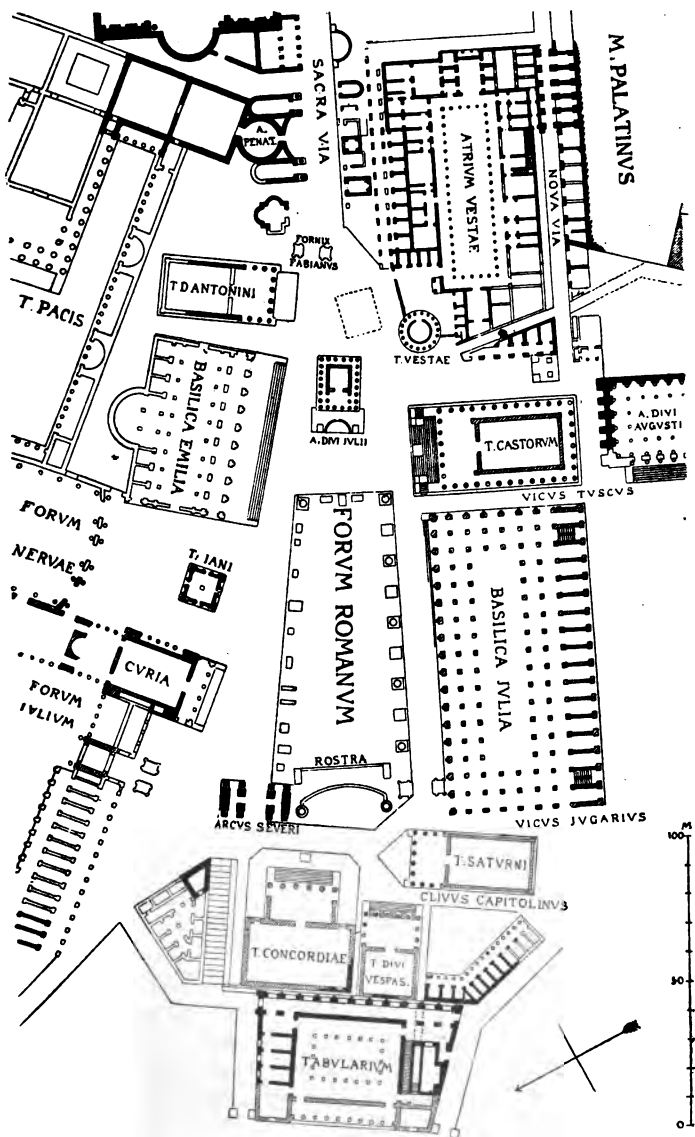 SACRA VIA
M. PALATINVS
A.
PENAT.
ATRIVM VESTAE
NOVA VIA
FORNIX
FABIANVS
T. PACIS
T. D. ANTONINI
T. VESTAE
BASILICA EMILIA
A. DIVI IVLII
T. CASTORVM
A. DIVI
AVGVSTI
VICVS TVSCVS
FORVM
NERVAE
T. IANI
FORVM ROMANVM
BASILICA JVLIA
CVRIA
FORVM
IVLIVM
ROSTRA
ARCVS SEVERI
VICVS JVGARIVS
100 M
T. SATVRNI
CLIVVS CAPITOLINVS
T. CONCORDIAE
T. DIVI
VESPAS.
50
TABVLARIVM
0